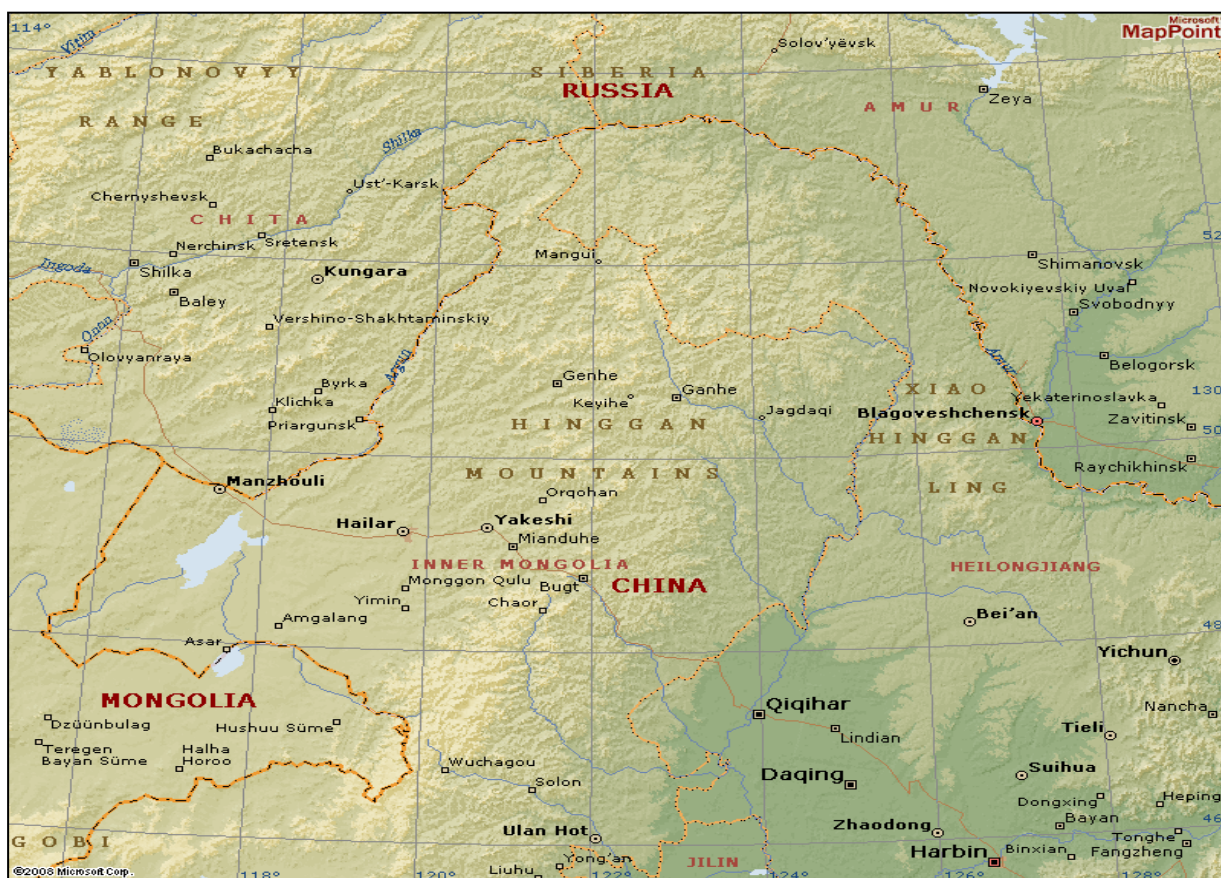 114°
Microsoft
MapPoint
Vitim
Solov'yëvsk
YABLONOVYY
RANGE
SIBERIA
RUSSIA
AMUR
Zeya
Shilka
Bukachacha
Ust'-Karsk
Chernyshevsk
CHITA
Nerchinsk
Sretensk
52
Mangui
Shimanovsk
Ingoda
Shilka
Kungara
Novokiyevskiy Uval
Baley
Svobodnyy
Onon
Vershino-Shakhtaminskiy
Olovyanraya
Argun
Amur
Belogorsk
Genhe
Byrka
Keyihe
Ganhe
XIAO
HINGGAN
LING
130
Yekaterinoslavka
Klichka
Jagdaqi
Blagoveshchensk
Zavitinsk
Priargunsk
HINGGAN
MOUNTAINS
50
Raychikhinsk
Manzhouli
Orqohan
Hailar
Yakeshi
Mianduhe
INNER MONGOLIA
HEILONGJIANG
Monggon Qulu
Bugt
CHINA
Yimin
Chaor
Bei'an
Amgalang
48
Asar
Yichun
MONGOLIA
Qiqihar
Nancha
Dzüünbulag
Hushuu Süme
Lindian
Tieli
Teregen
Bayan Süme
Halha
Horoo
Wuchagou
Solon
Daqing
Suihua
Dongxing
Heping
Bayan
46
Ulan Hot
Zhaodong
Tonghe
GOBI
Harbin
Binxian
Fangzheng
Yong'an
JILIN
Liuhu
©2008 Microsoft Corp.
118°
122°
124°
126°
128°